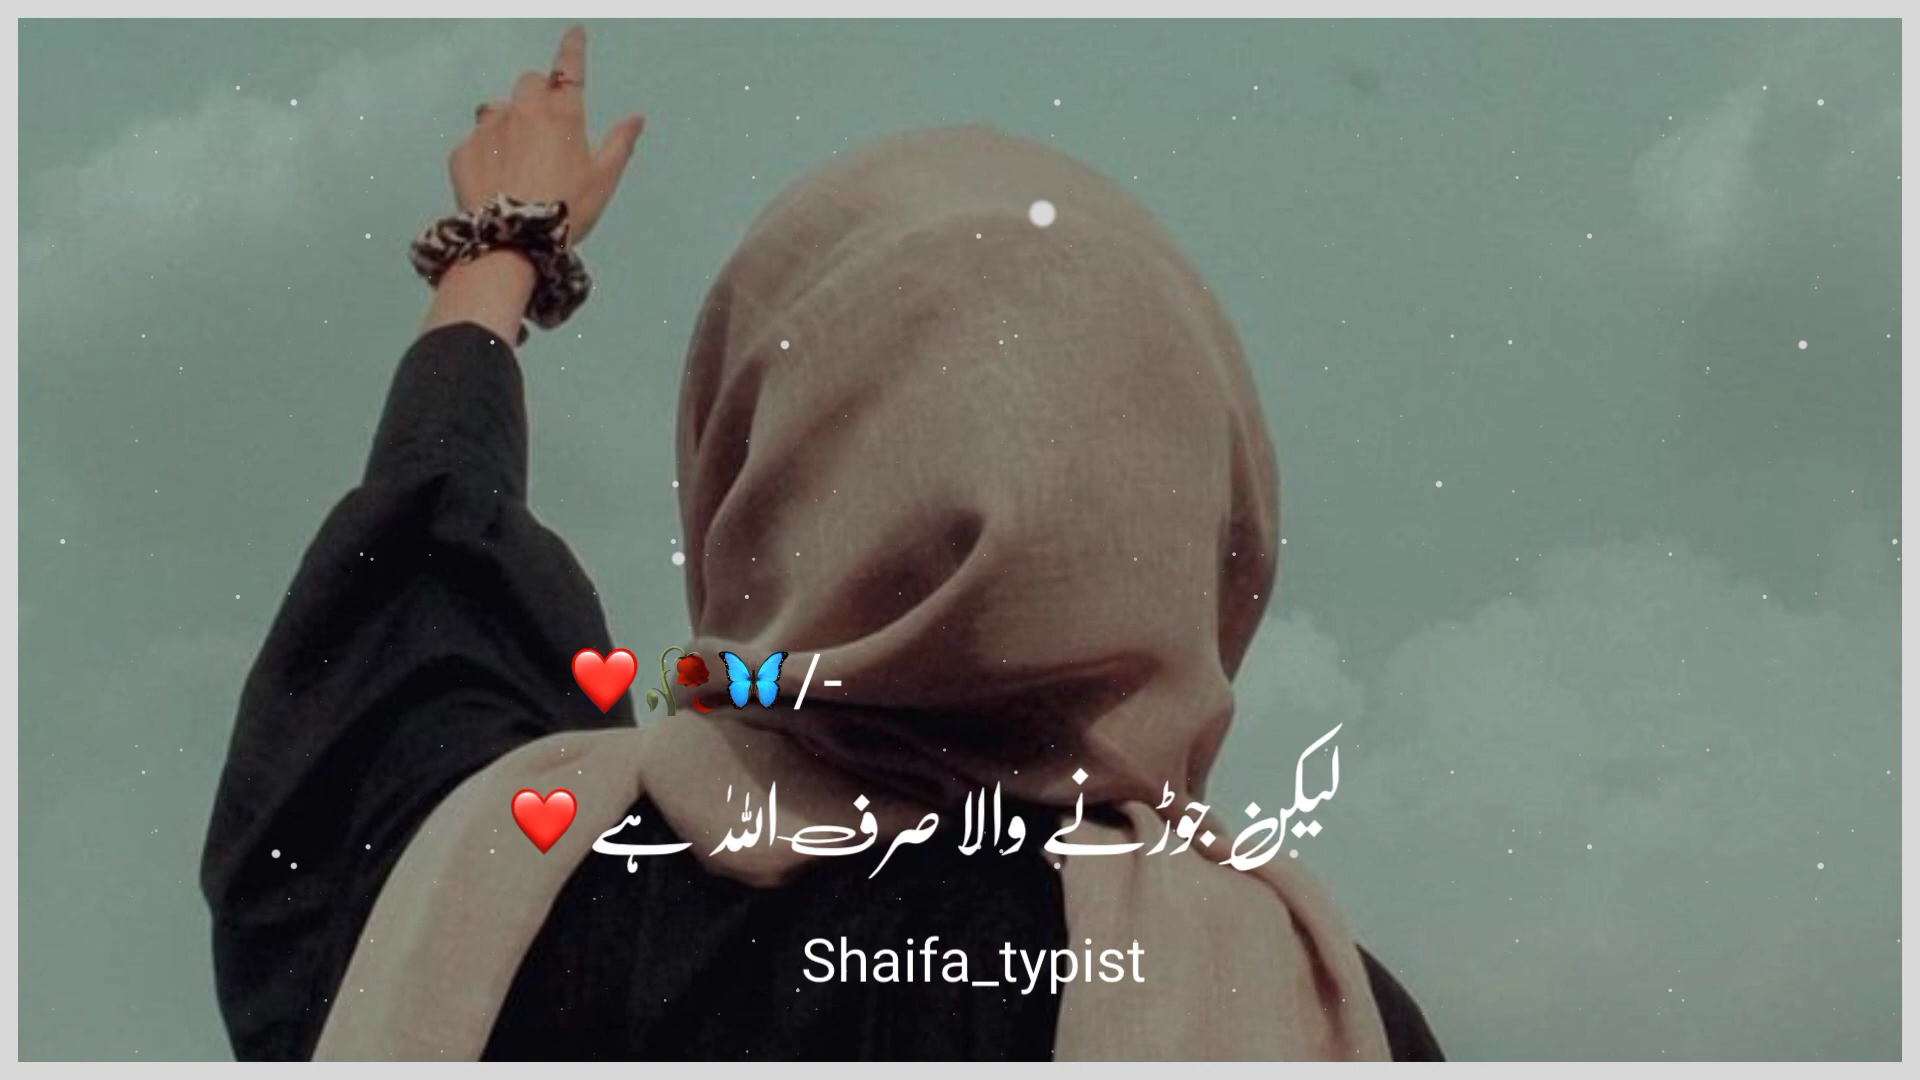 ❤️🥀🦋/-
لیکن جوڑنے والا صرف اللہ ہے ❤️
Shaifa_typist